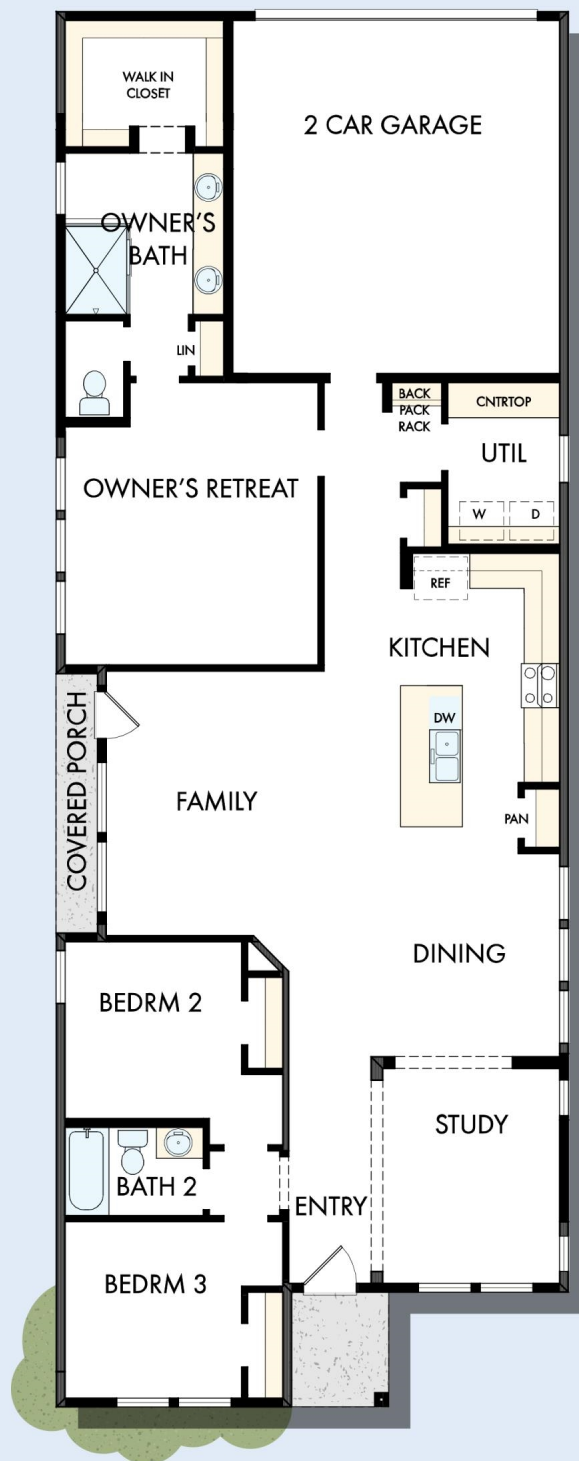 WALK IN
CLOSET
2 CAR GARAGE
OWNER'S
BATH
LIN
BACK
PACK
RACK
CNTRTOP
UTIL
W
D
OWNER'S RETREAT
REF
KITCHEN
DW
COVERED PORCH
FAMILY
PAN
DINING
BEDRM 2
STUDY
BATH 2
ENTRY
BEDRM 3